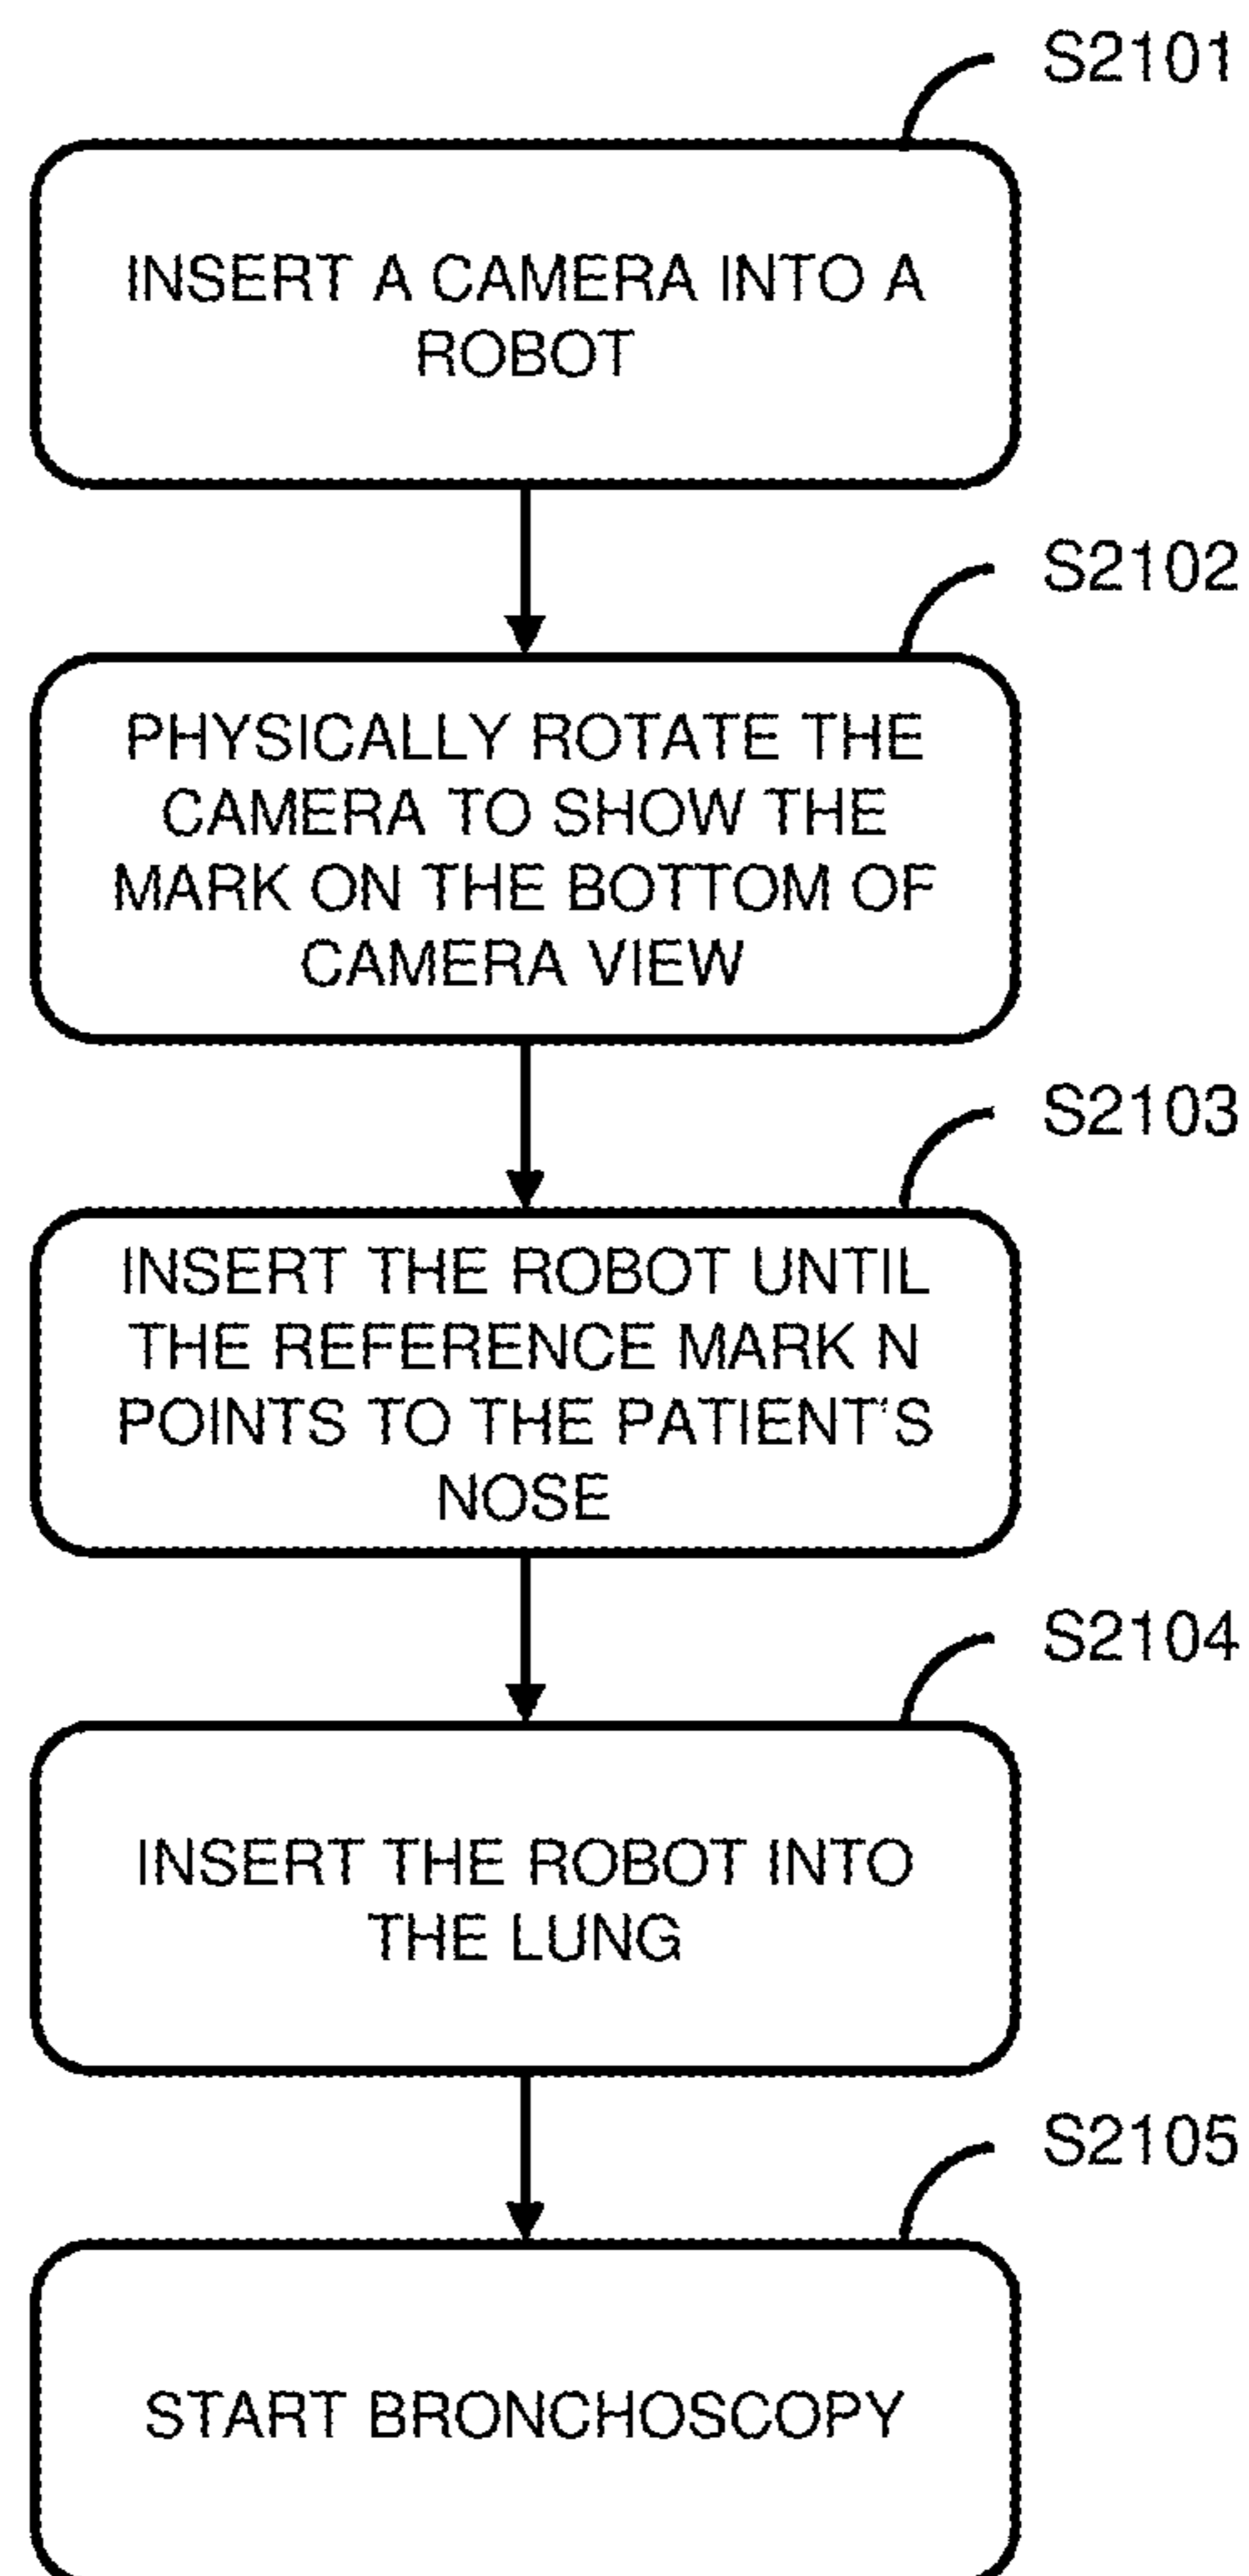 S2101
INSERT A CAMERA INTO A
ROBOT
S2102
PHYSICALLY ROTATE THE
CAMERA TO SHOW THE
MARK ON THE BOTTOM OF
CAMERA VIEW
S2103
INSERT THE ROBOT UNTIL
THE REFERENCE MARK N
POINTS TO THE PATIENT'S
NOSE
S2104
INSERT THE ROBOT INTO
THE LUNG
S2105
START BRONCHOSCOPY